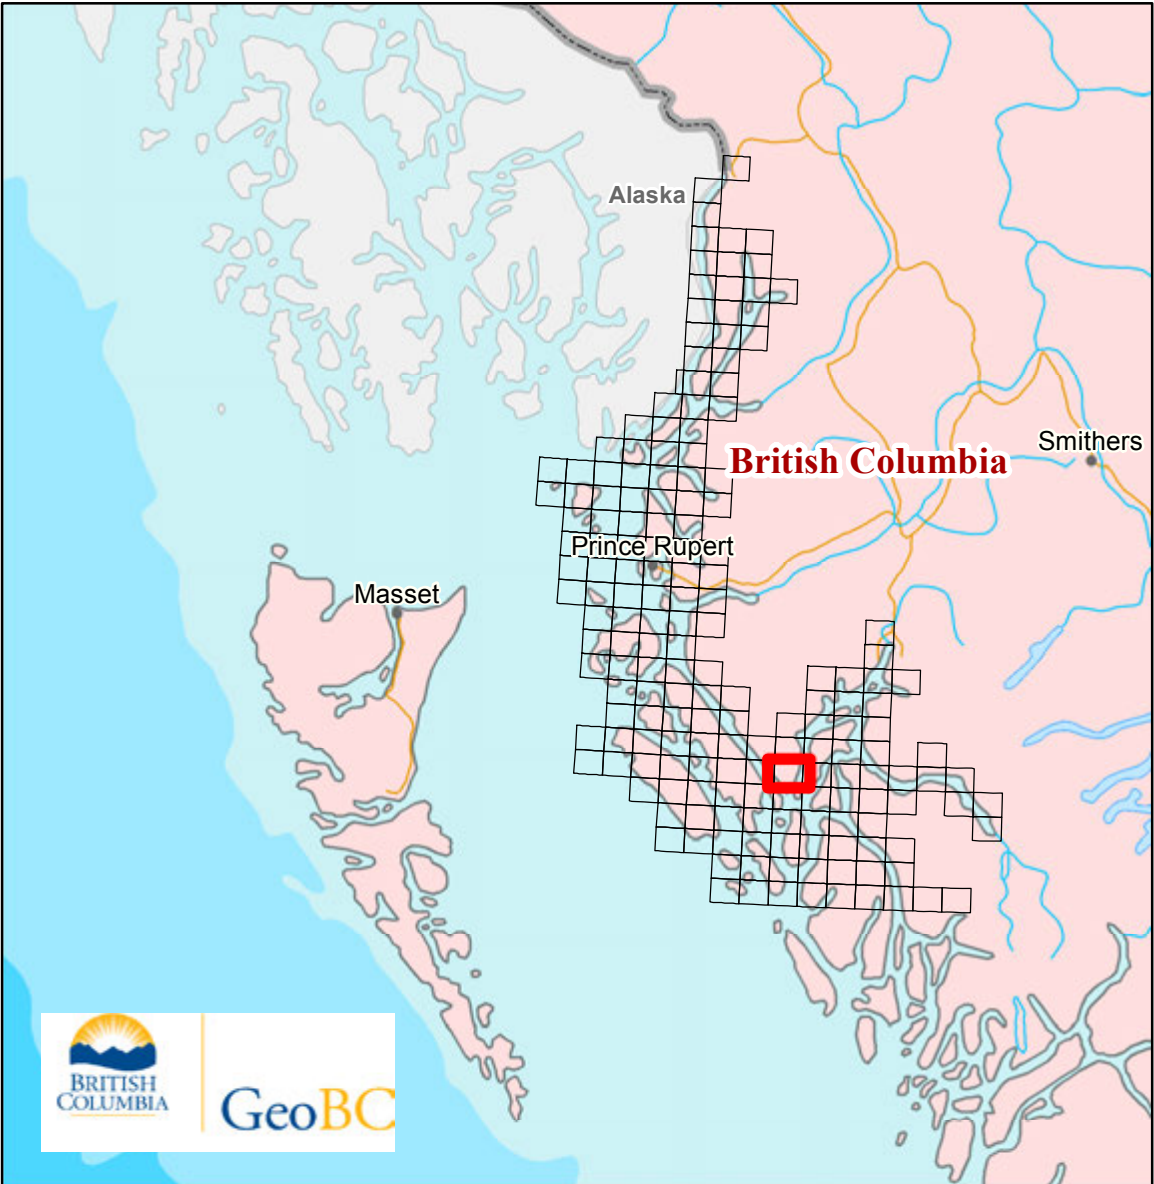 Alaska
British Columbia
Smithers
Prince Rupert
Masset
BRITISH
COLUMBIA
GeoBC